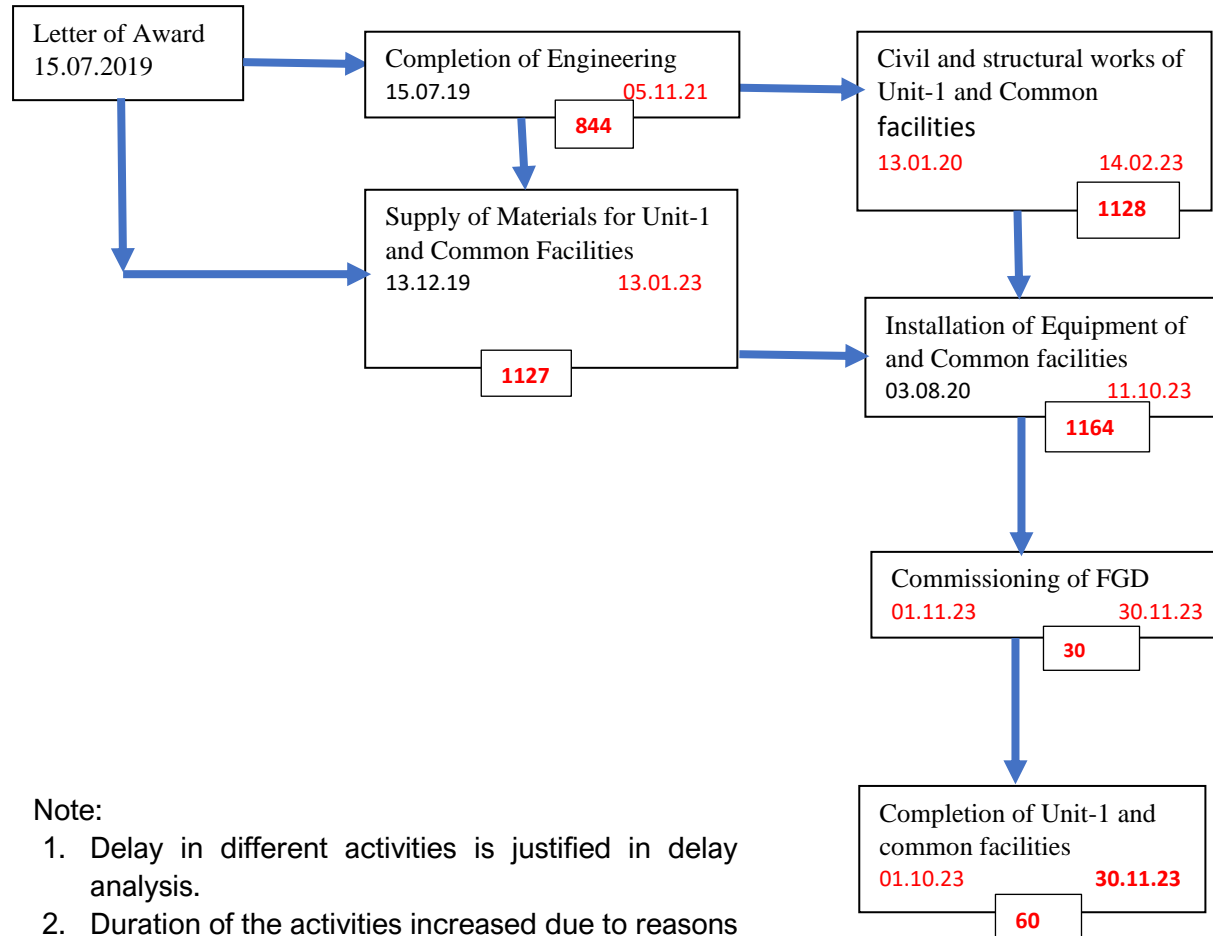 Letter of Award
15.07.2019
Completion of Engineering
15.07.19 05.11.21
844
Civil and structural works of
Unit-1 and Common
facilities
13.01.20 14.02.23
1128
Supply of Materials for Unit-1
and Common Facilities
13.12.19 13.01.23
1127
Installation of Equipment of
and Common facilities
03.08.20 11.10.23
1164
Commissioning of FGD
01.11.23 30.11.23
30
Completion of Unit-1 and
common facilities
01.10.23 30.11.23
60
Note:
1. Delay in different activities is justified in delay
analysis.
2. Duration of the activities increased due to reasons